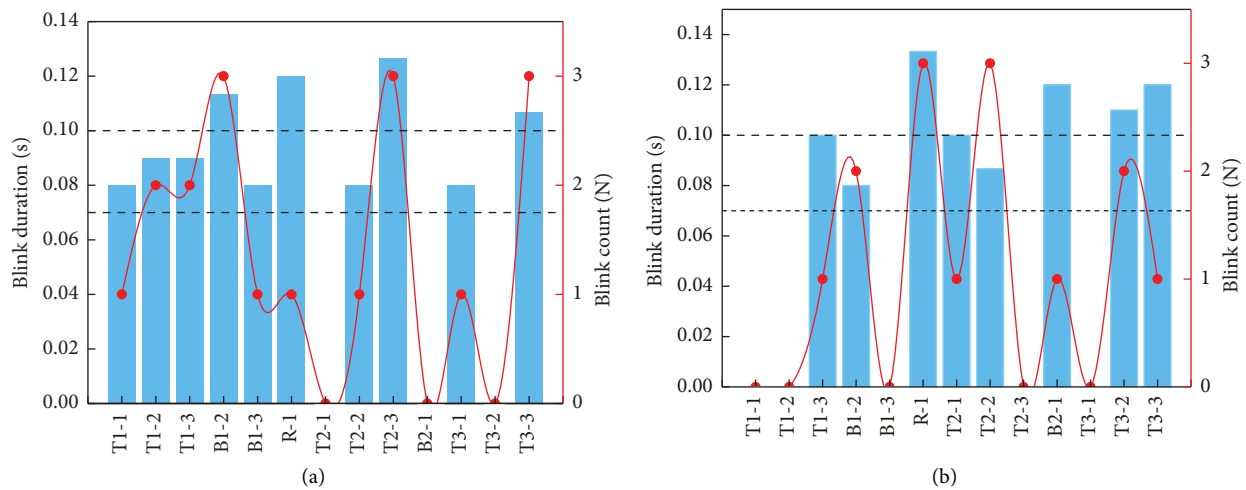 0.14
0.12
0.10
0.08
0.06
0.04
0.02
0.00
Blink duration (s)
3
2
1
0
Blink count (N)
T1-1
T1-2
T1-3
B1-2
B1-3
R-1
T2-1
T2-2
T2-3
B2-1
T3-1
T3-2
T3-3
(a)
0.14
0.12
0.10
0.08
0.06
0.04
0.02
0.00
Blink duration (s)
3
2
1
0
Blink count (N)
T1-1
T1-2
T1-3
B1-2
B1-3
R-1
T2-1
T2-2
T2-3
B2-1
T3-1
T3-2
T3-3
(b)